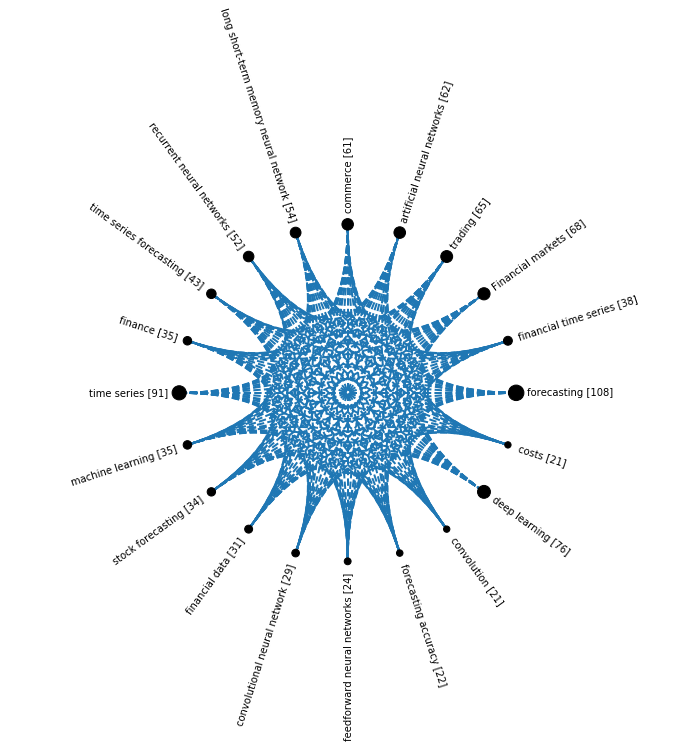 long short-term memory neural network [54]
commerce [61]
artificial neural networks [62]
recurrent neural networks [52]
trading [65]
time series forecasting [43]
Financial markets [68]
finance [35]
financial time series [38]
time series [91]
forecasting [108]
machine learning [35]
costs [21]
stock forecasting [34]
deep learning [76]
financial data [31]
convolution [21]
convolutional neural network [29]
feedforward neural networks [24]
forecasting accuracy [22]